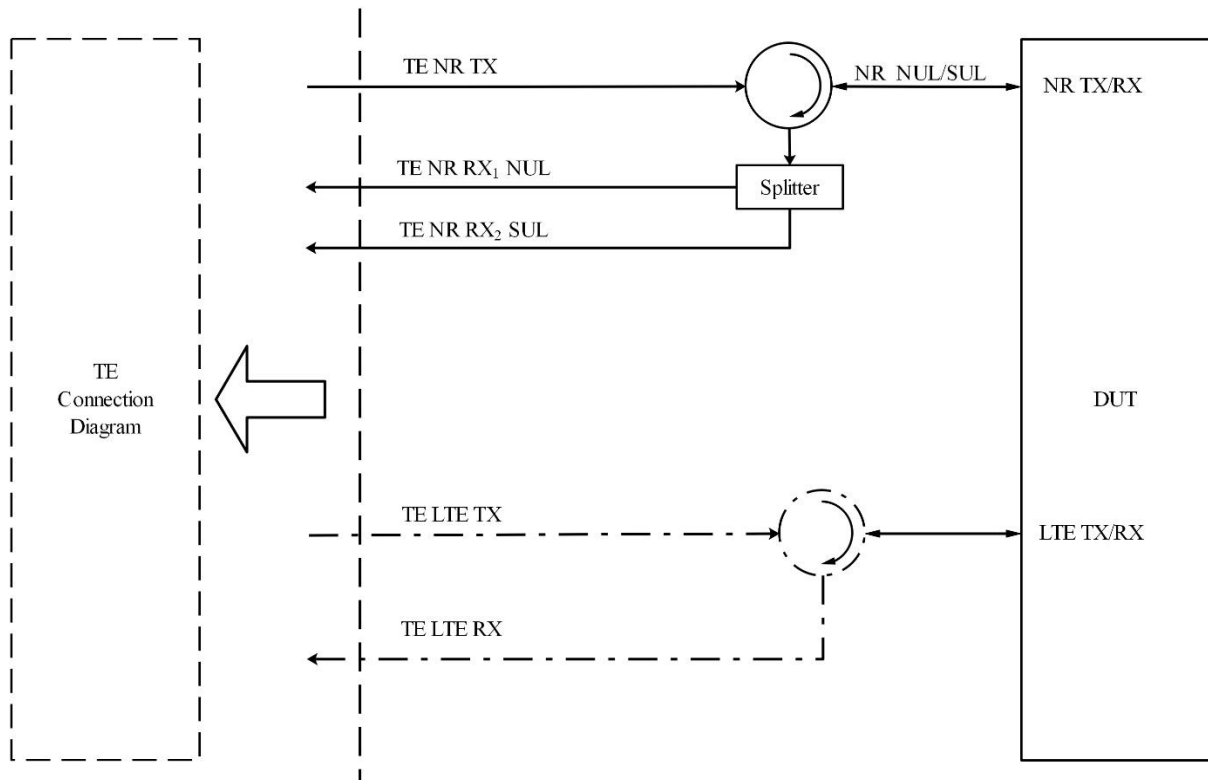 TE NR TX
NR NUL/SUL
NR TX/RX
TE NR RX₁ NUL
Splitter
TE NR RX₂ SUL
TE
Connection
Diagram
DUT
TE LTE TX
LTE TX/RX
TE LTE RX